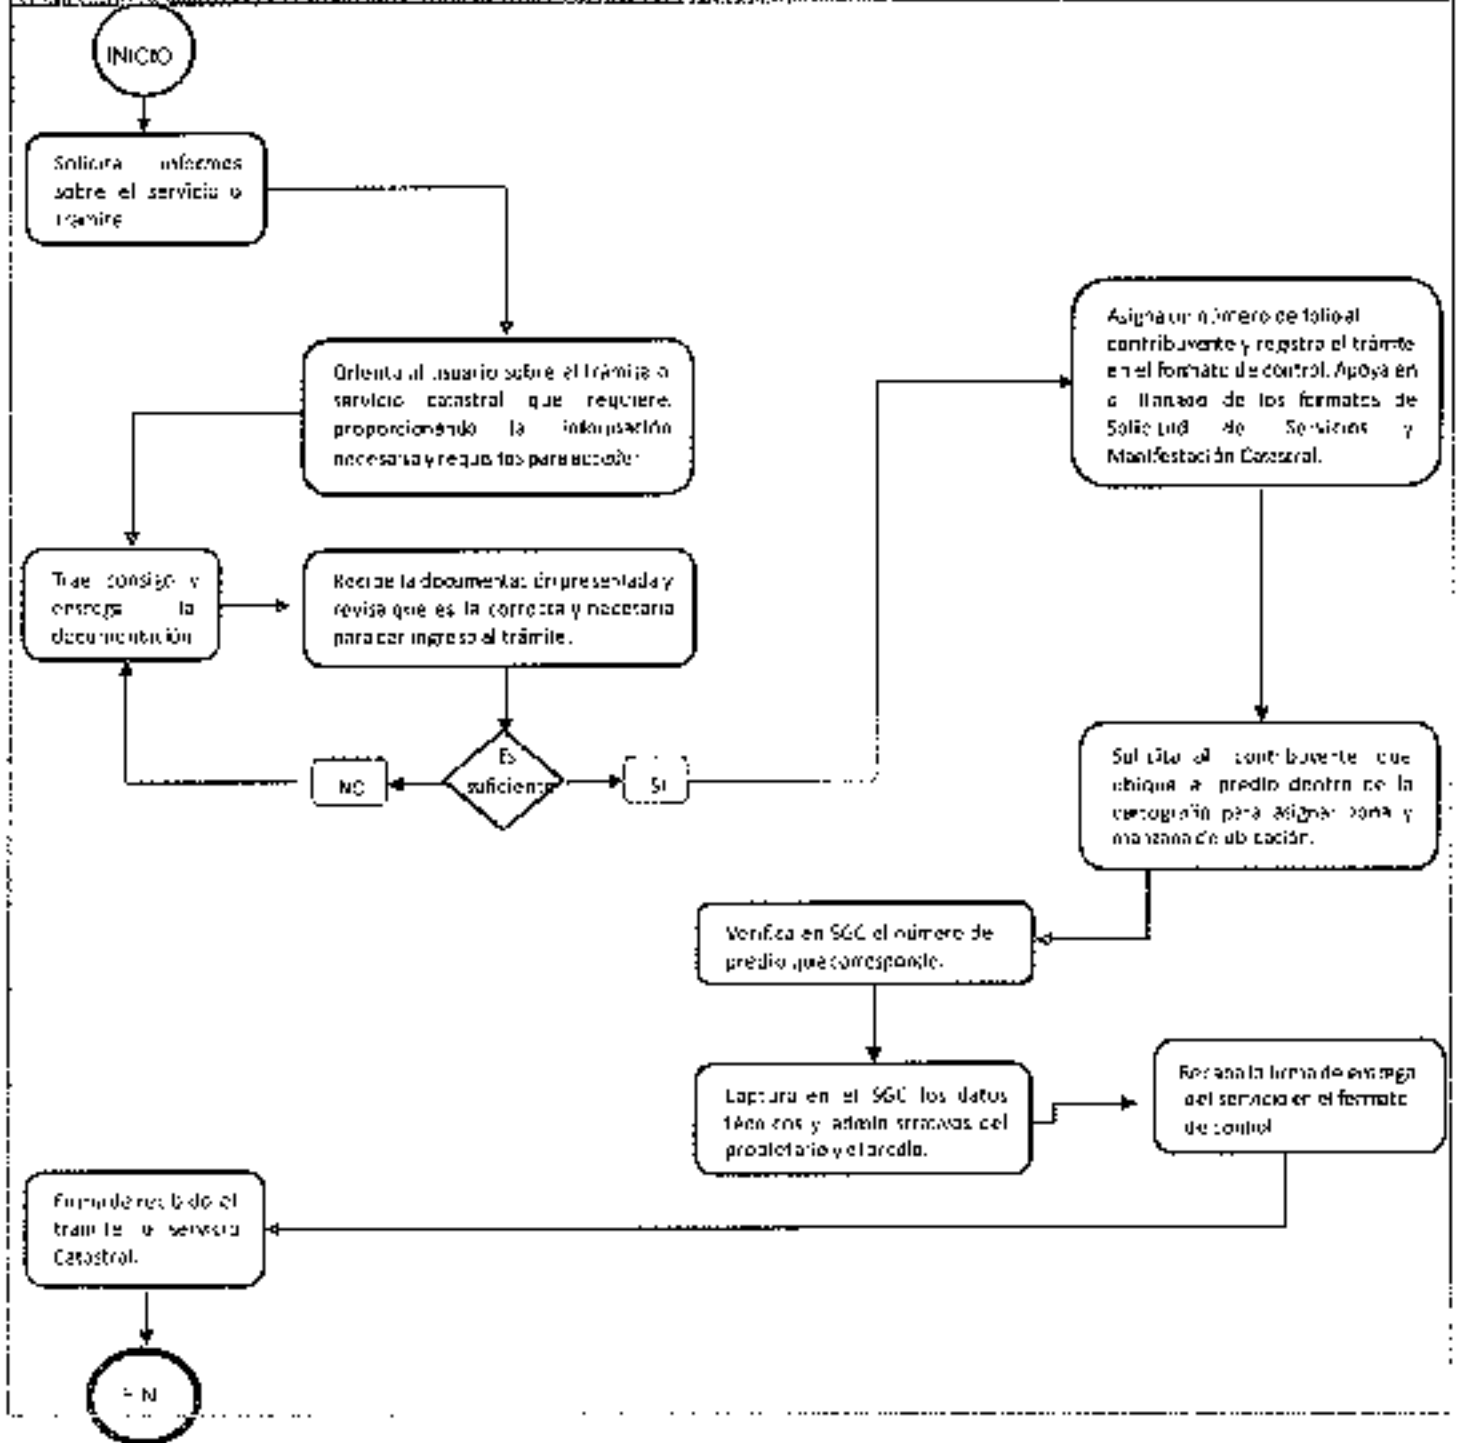 INICIO
Solicita informes
sobre el servicio o
tramite
Orienta al usuario sobre el trámite o
servicio catastral que requiere,
proporcionando la información
necesaria y requisitos para acceder
Trae consigo y
entrega la
documentación
Recibe la documentación presentada y
revisa que es la correcta y necesaria
para dar ingreso al trámite.
Es
suficiente
NO
SI
Asigna un número de folio al
contribuyente y registra el trámite
en el formato de control. Apoya en
el llenado de los formatos de
Solicitud de Servicios y
Manifestación Catastral.
Solicita al contribuyente que
ubique el predio dentro de la
cartografía para asignar zona y
manzana de ubicación.
Verifica en SGC el número de
predio que corresponde.
Captura en el SGC los datos
técnicos y administrativos del
propietario y el predio.
Recaba la firma de entrega
del servicio en el formato
de control
Firma de recibido el
tramite o servicio
Catastral.
FIN